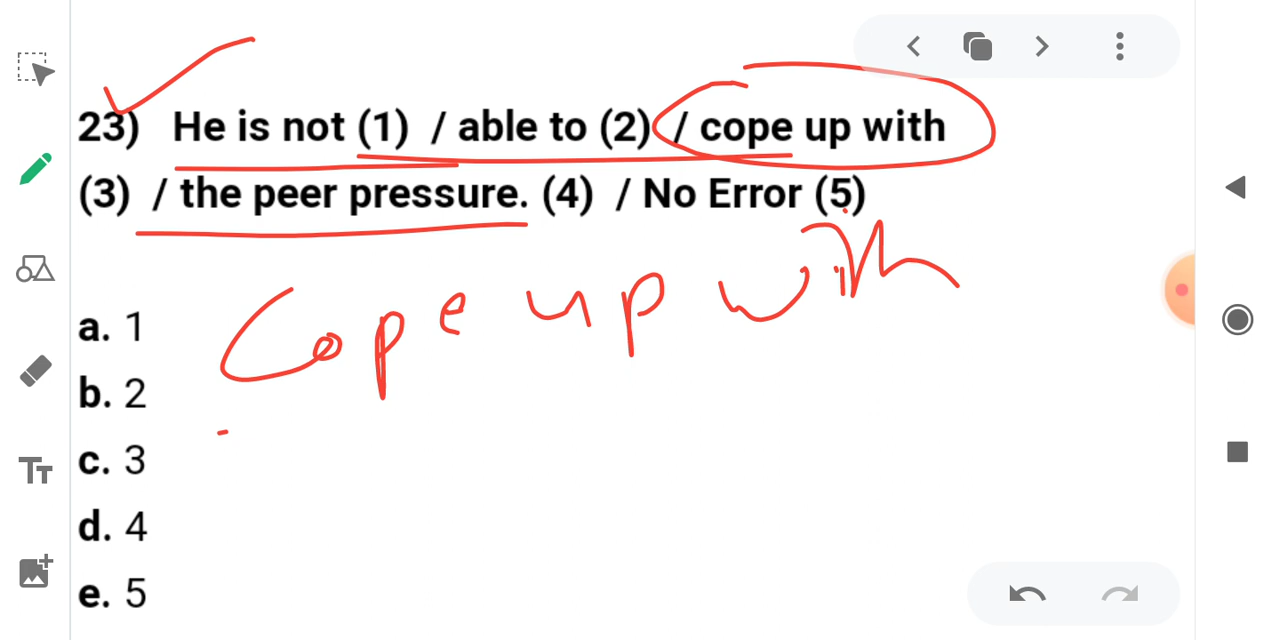 23) He is not (1) / able to (2) / cope up with
(3) / the peer pressure. (4) / No Error (5)
Cope up with
a. 1
b. 2
c. 3
d. 4
e. 5
TT